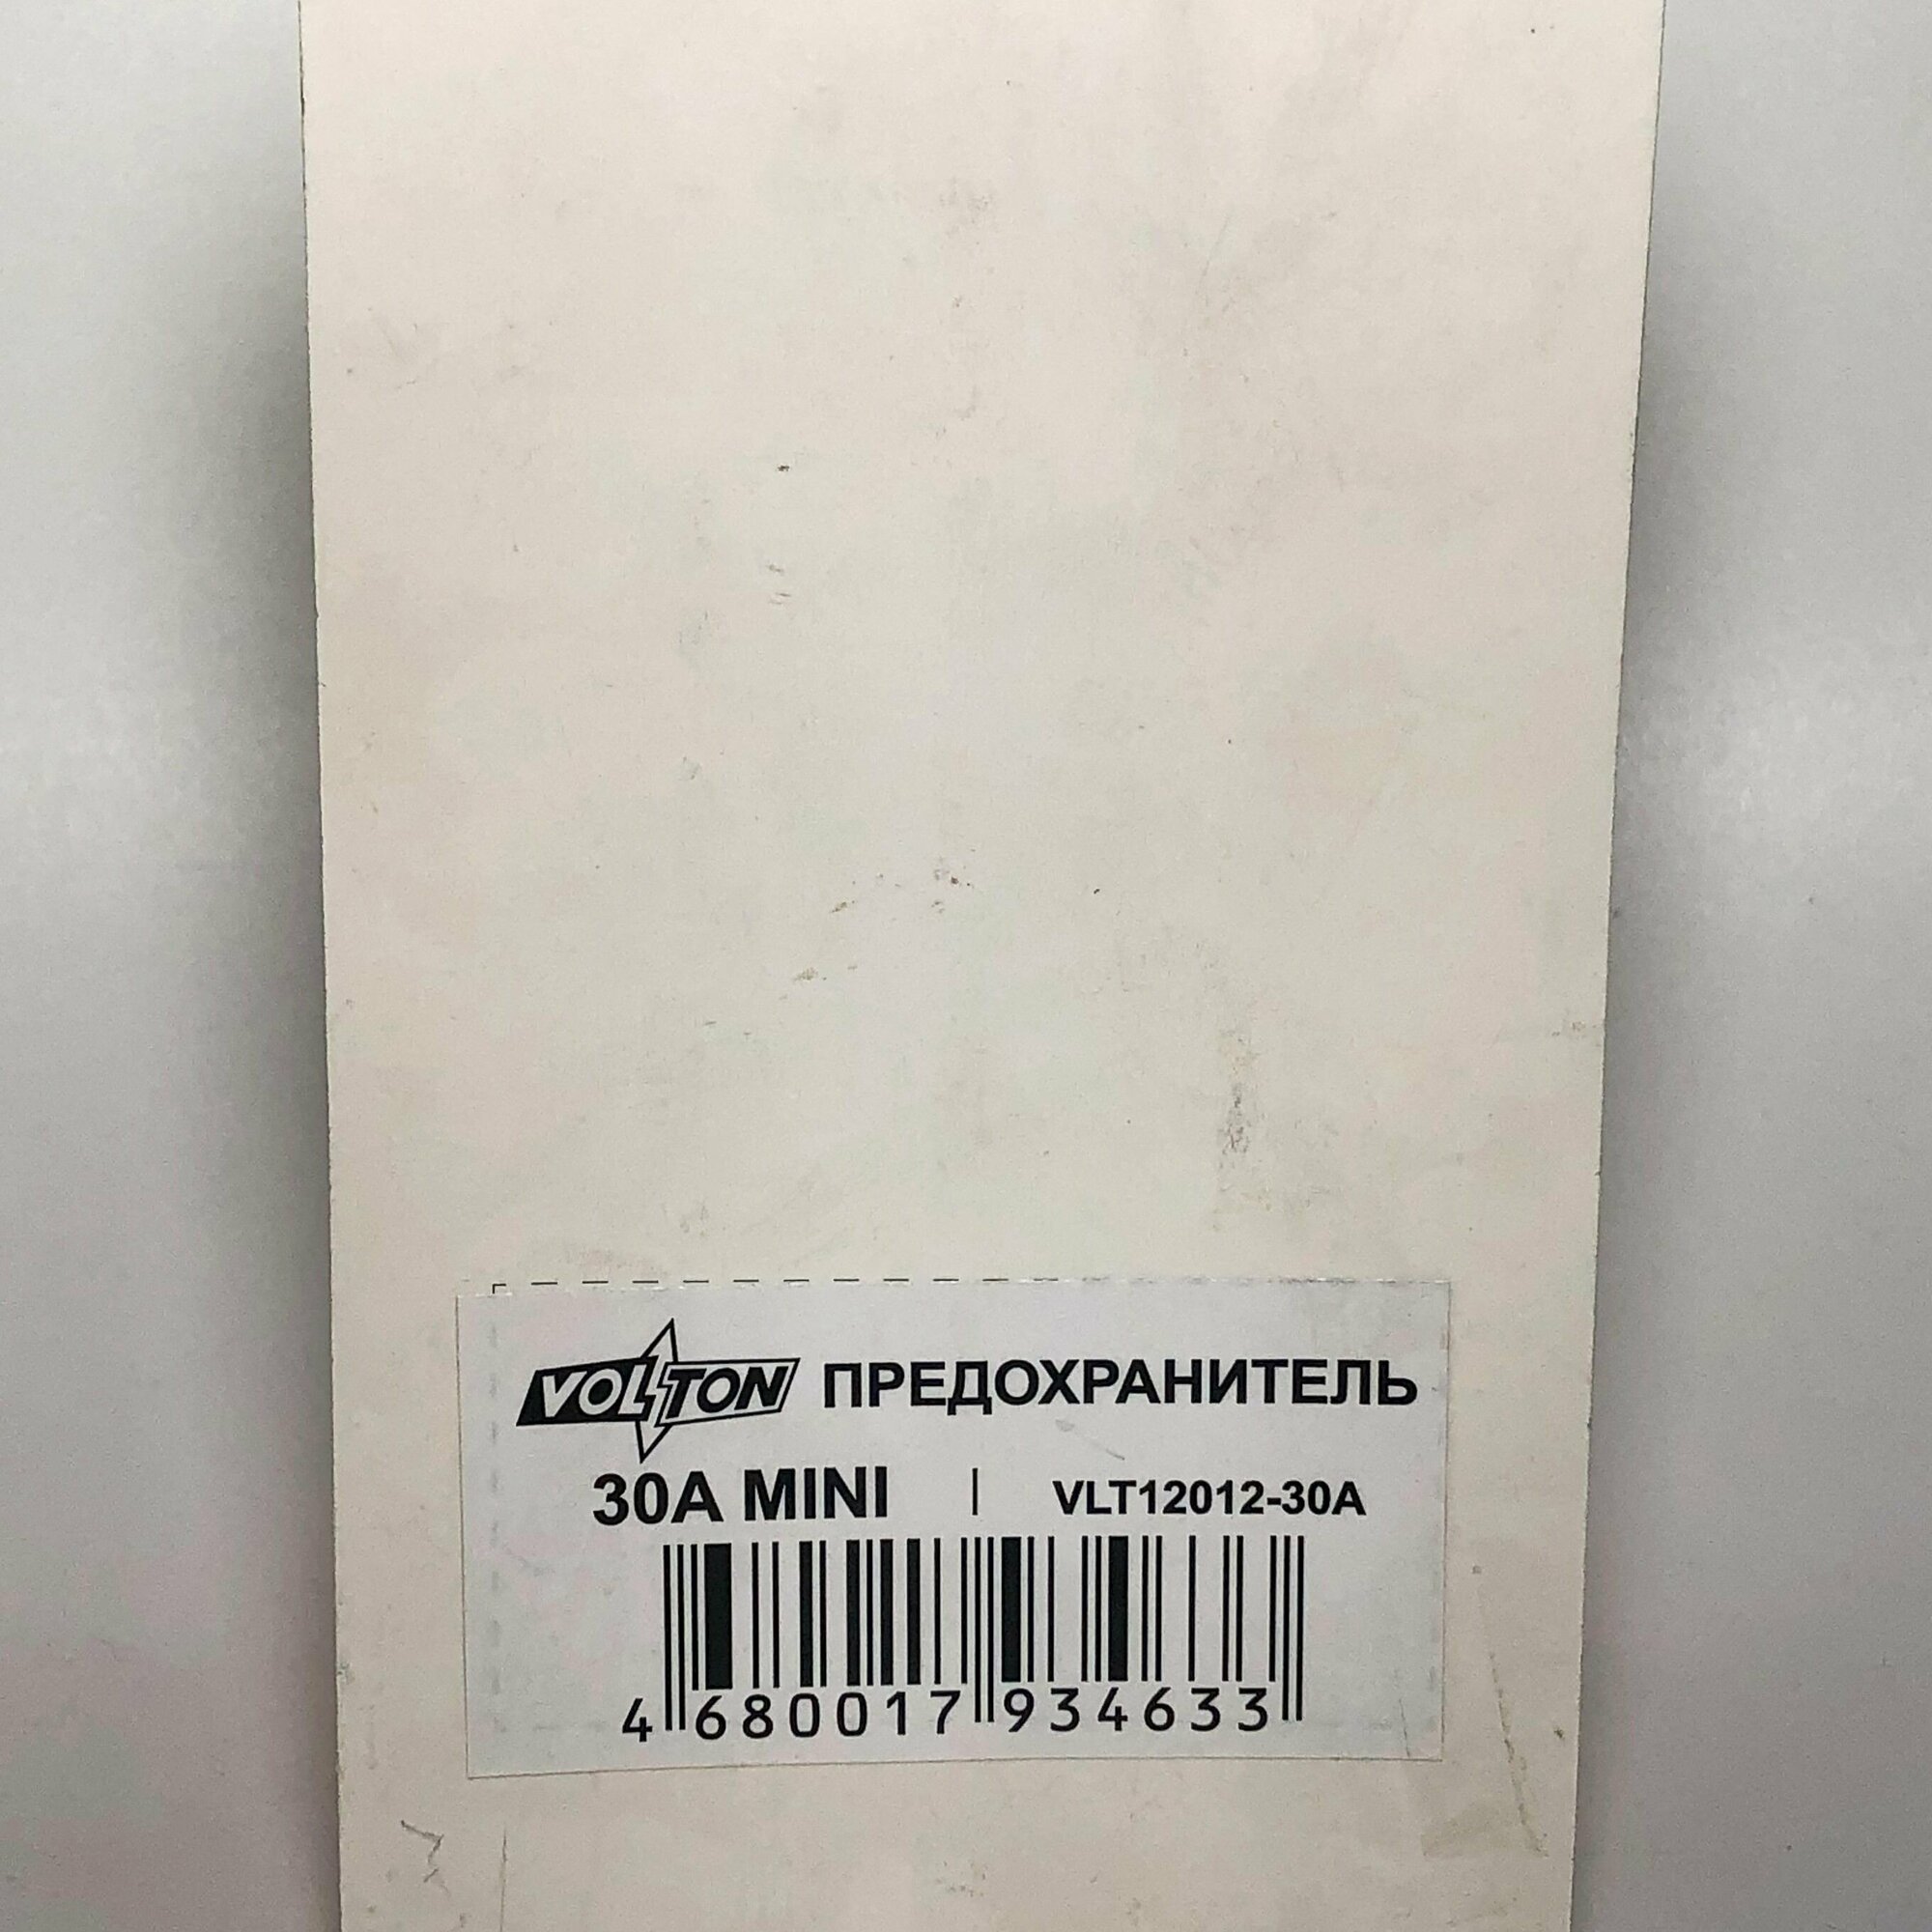 VOLTON ПРЕДОХРАНИТЕЛЬ
30A MINI | VLT12012-30A
4 680017 934633